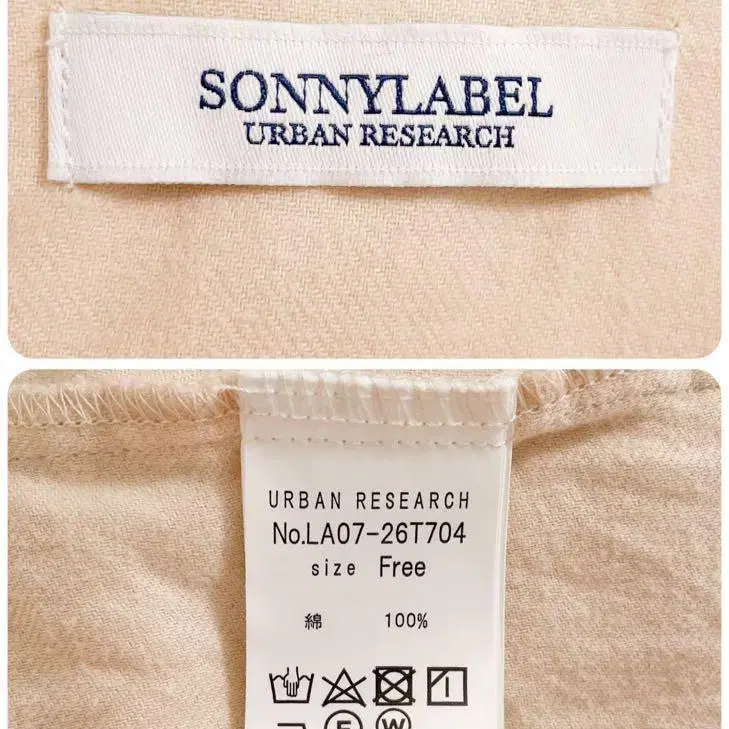 SONNYLABEL
URBAN RESEARCH
URBAN RESEARCH
No.LA07-26T704
size Free
綿 100%